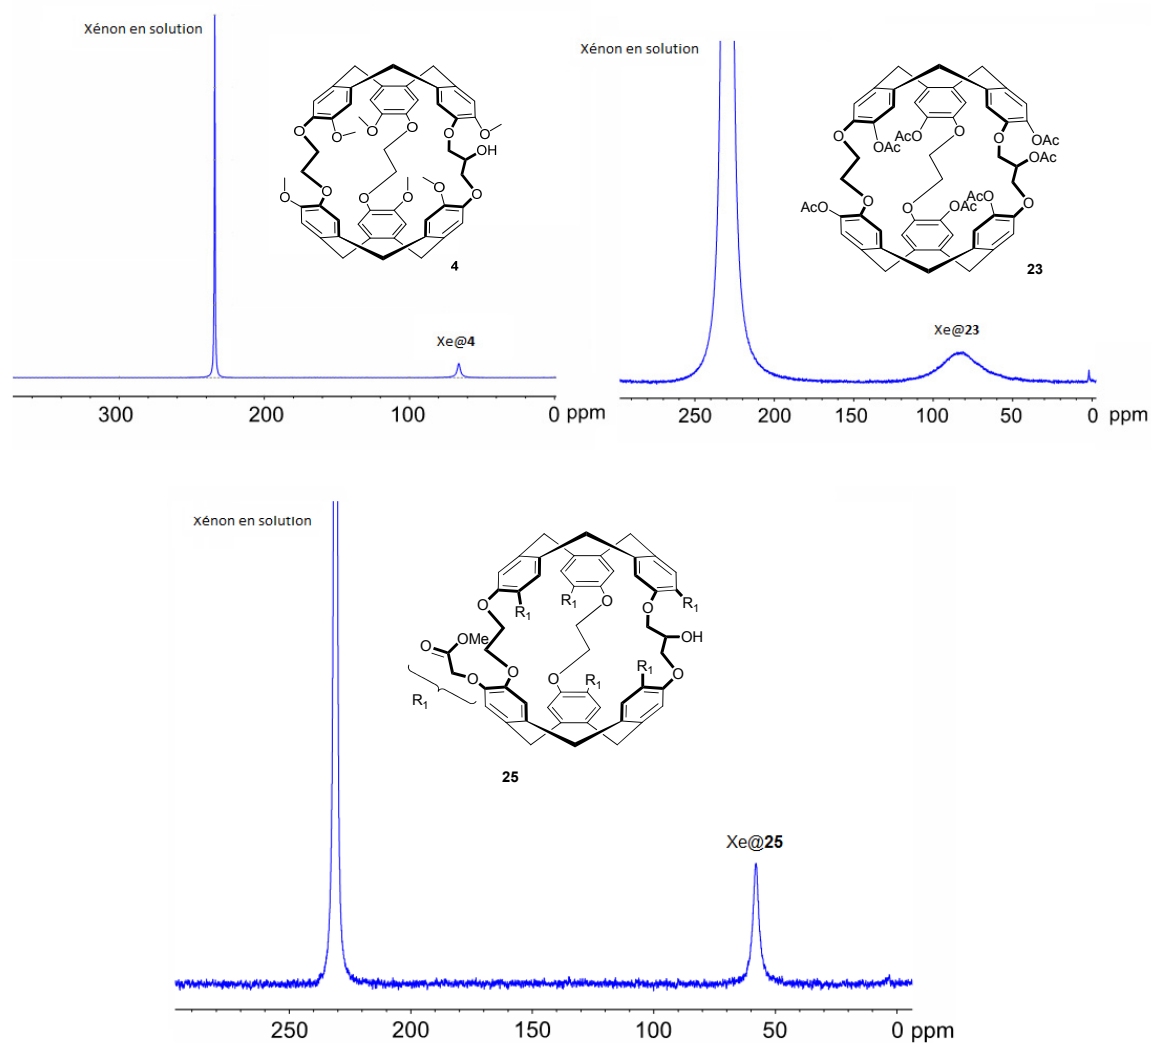 Xénon en solution
O
O
O
O
OH
O
O
O
O
O
O
O
O
4
Xe@4
300
200
100
0 ppm
Xénon en solution
O
OAc
AcO
O
O
OAc
OAc
AcO
O
O
OAc
AcO
O
23
Xe@23
250
200
150
100
50
0 ppm
Xénon en solution
O
R1
R1
O
O
R1
OH
O
OMe
O
O
O
R1
R1
O
R1
25
Xe@25
250
200
150
100
50
0 ppm